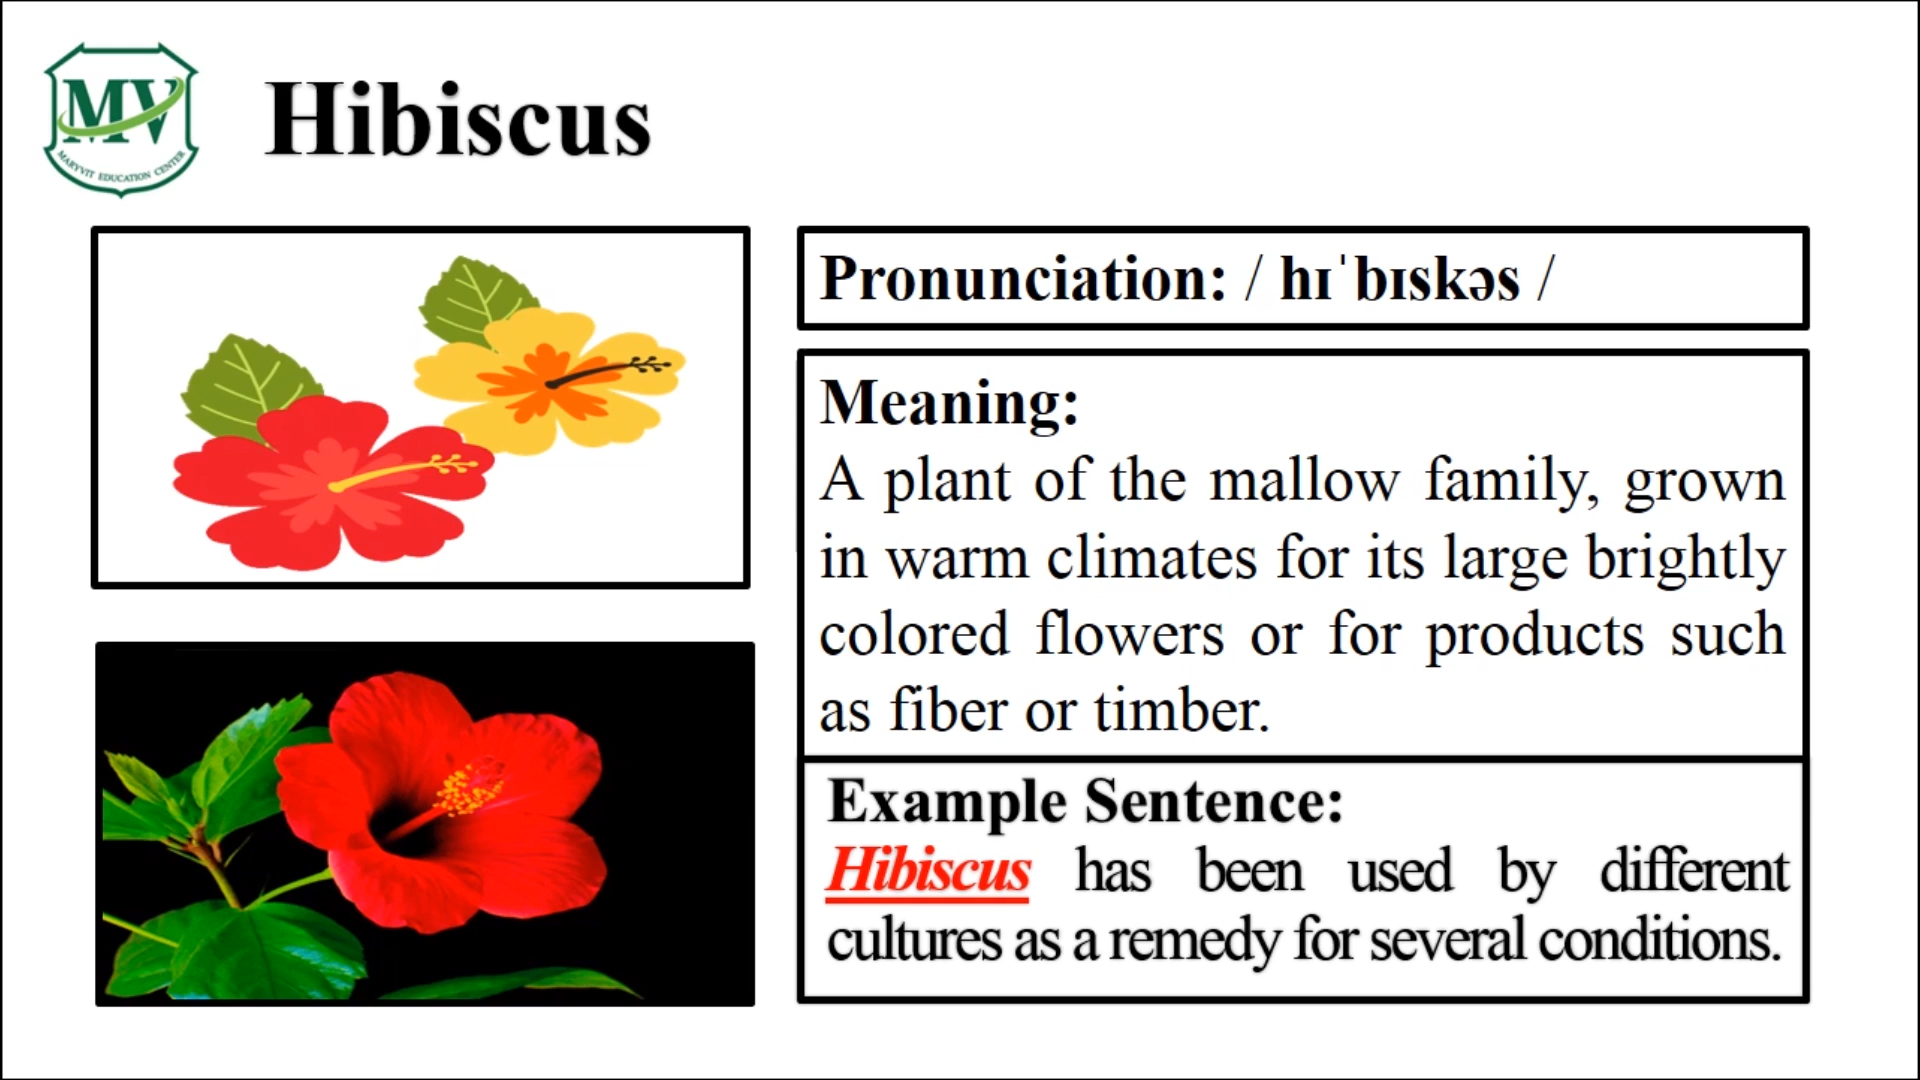 MV
MARYVIT EDUCATION CENTER
Hibiscus
Pronunciation: / hɪˈbɪskəs /
Meaning:
A plant of the mallow family, grown
in warm climates for its large brightly
colored flowers or for products such
as fiber or timber.
Example Sentence:
Hibiscus has been used by different
cultures as a remedy for several conditions.